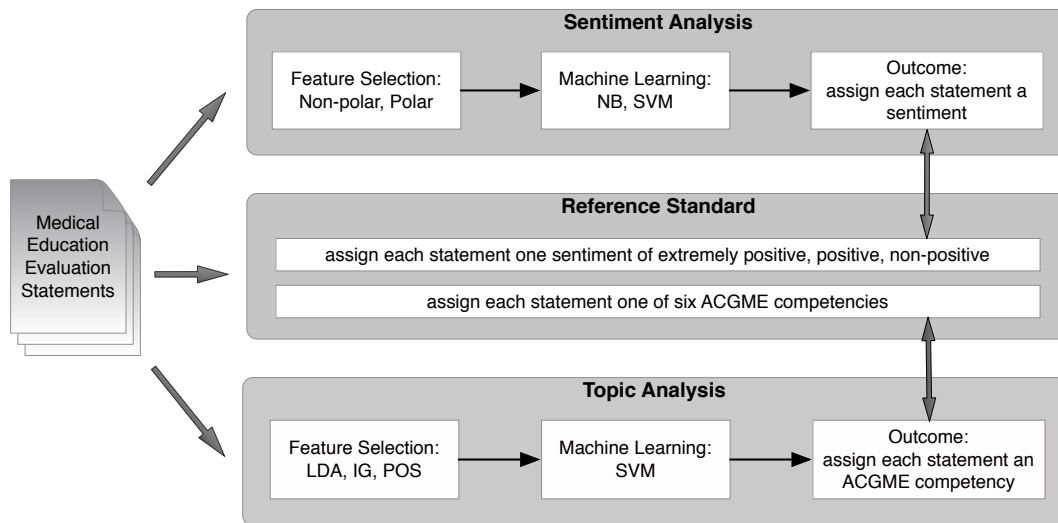 Sentiment Analysis
Feature Selection:
Non-polar, Polar
Machine Learning:
NB, SVM
Outcome:
assign each statement a
sentiment
Medical
Education
Evaluation
Statements
Reference Standard
assign each statement one sentiment of extremely positive, positive, non-positive
assign each statement one of six ACGME competencies
Topic Analysis
Feature Selection:
LDA, IG, POS
Machine Learning:
SVM
Outcome:
assign each statement an
ACGME competency